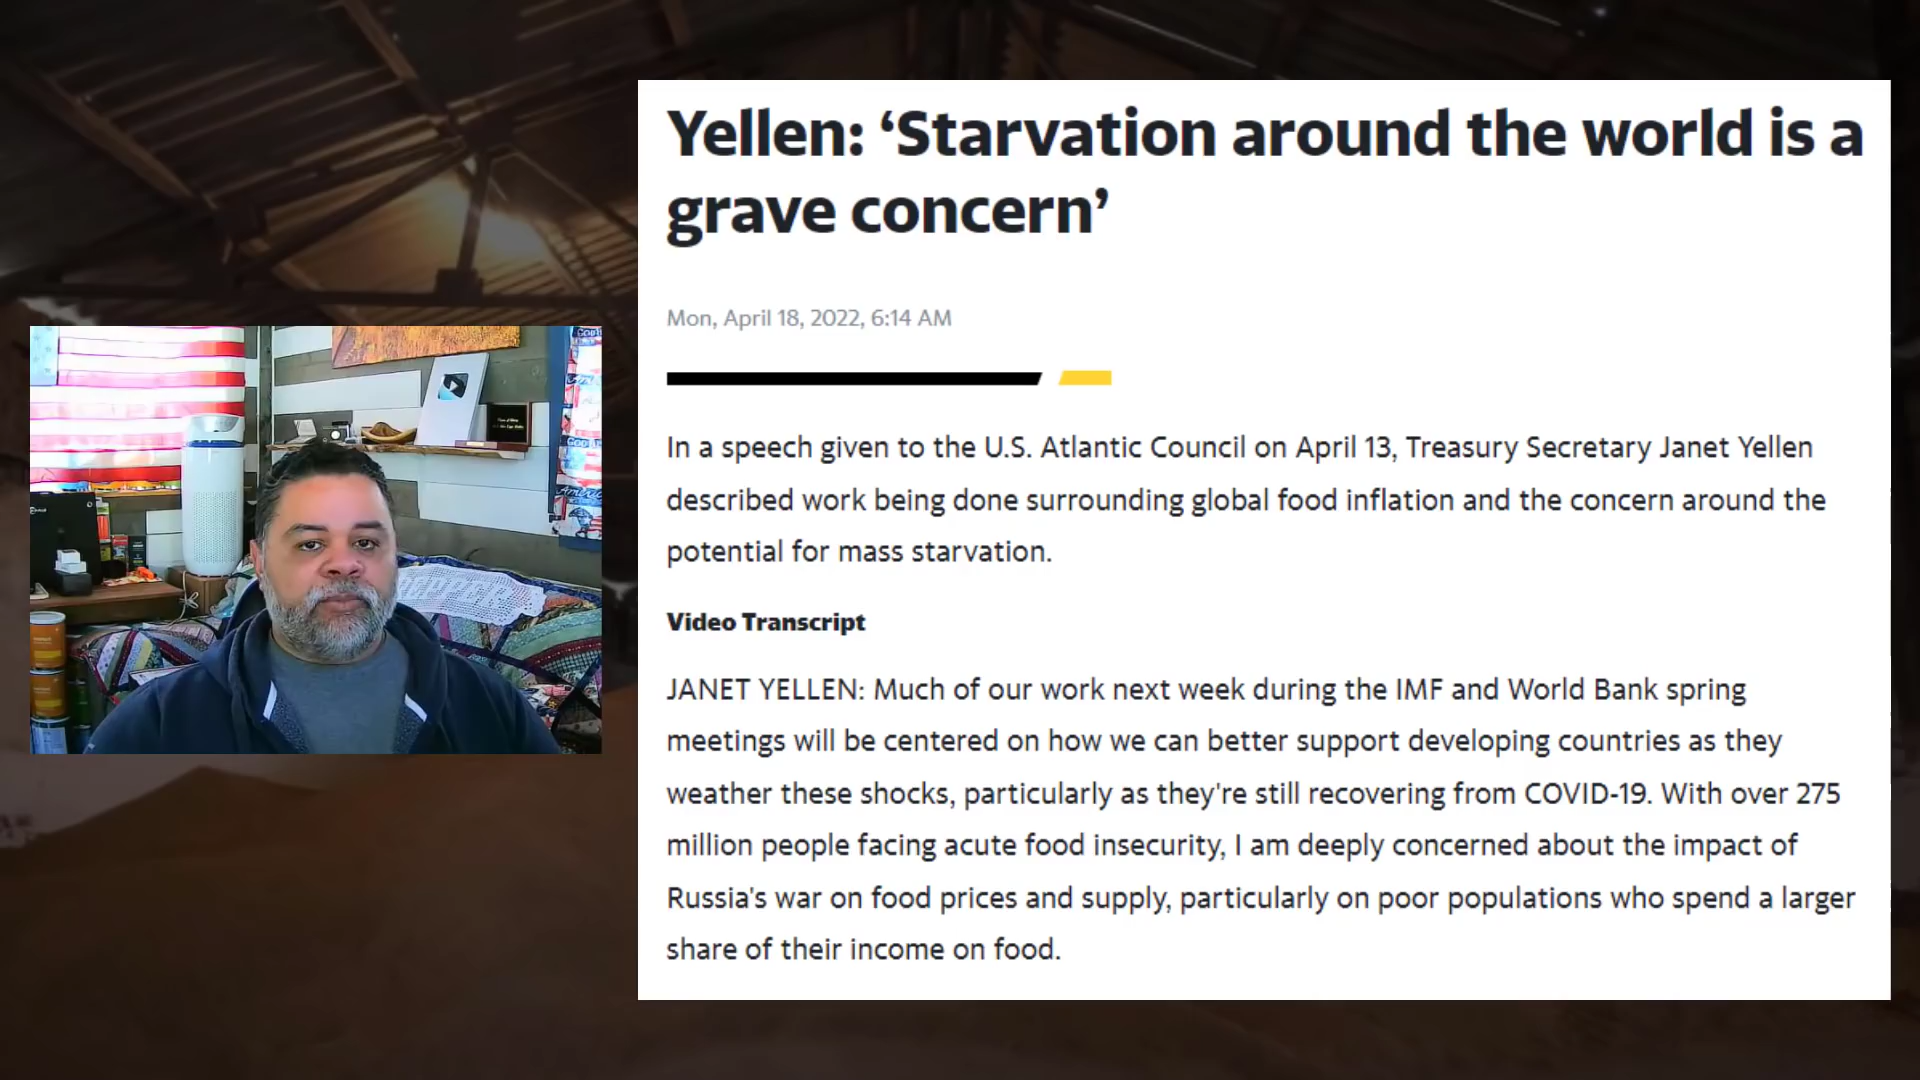 Yellen: ‘Starvation around the world is a
grave concern’
Mon, April 18, 2022, 6:14 AM
In a speech given to the U.S. Atlantic Council on April 13, Treasury Secretary Janet Yellen
described work being done surrounding global food inflation and the concern around the
potential for mass starvation.
Video Transcript
JANET YELLEN: Much of our work next week during the IMF and World Bank spring
meetings will be centered on how we can better support developing countries as they
weather these shocks, particularly as they're still recovering from COVID-19. With over 275
million people facing acute food insecurity, I am deeply concerned about the impact of
Russia's war on food prices and supply, particularly on poor populations who spend a larger
share of their income on food.